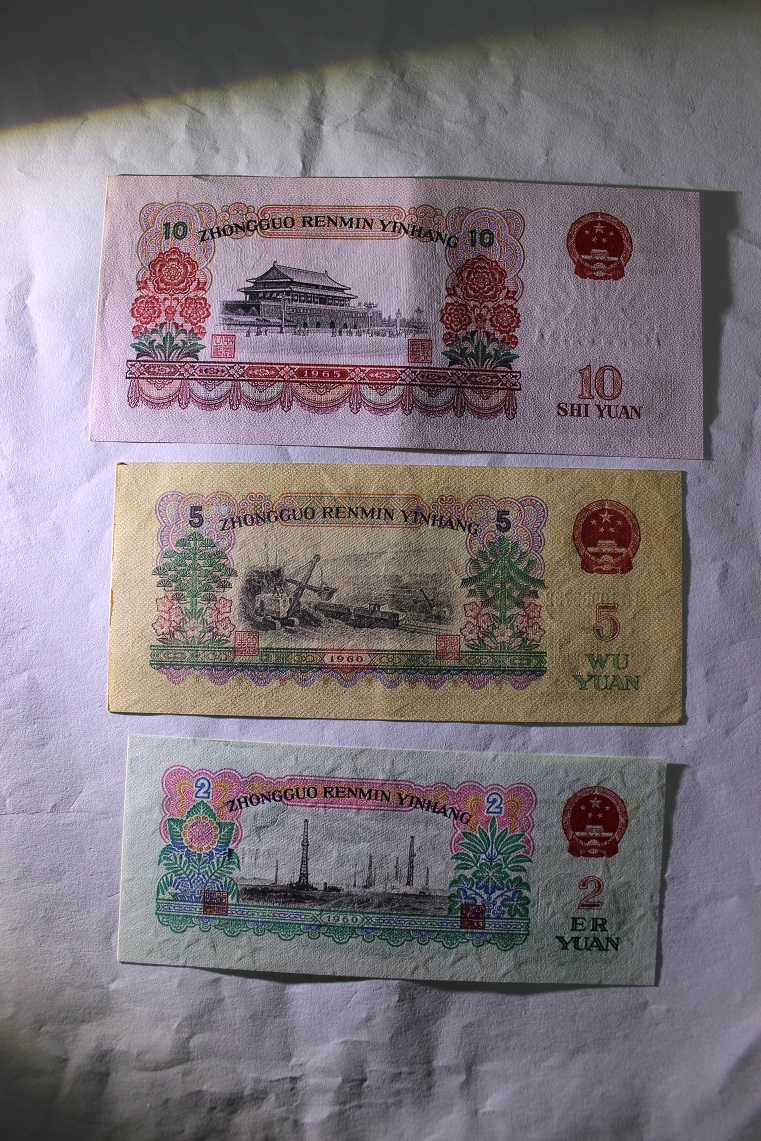 10 ZHONGGUO RENMIN YINHANG 10
1965
10
SHI YUAN
5 ZHONGGUO RENMIN YINHANG 5
1960
5
WU
YUAN
2 ZHONGGUO RENMIN YINHANG 2
1960
2
ER
YUAN